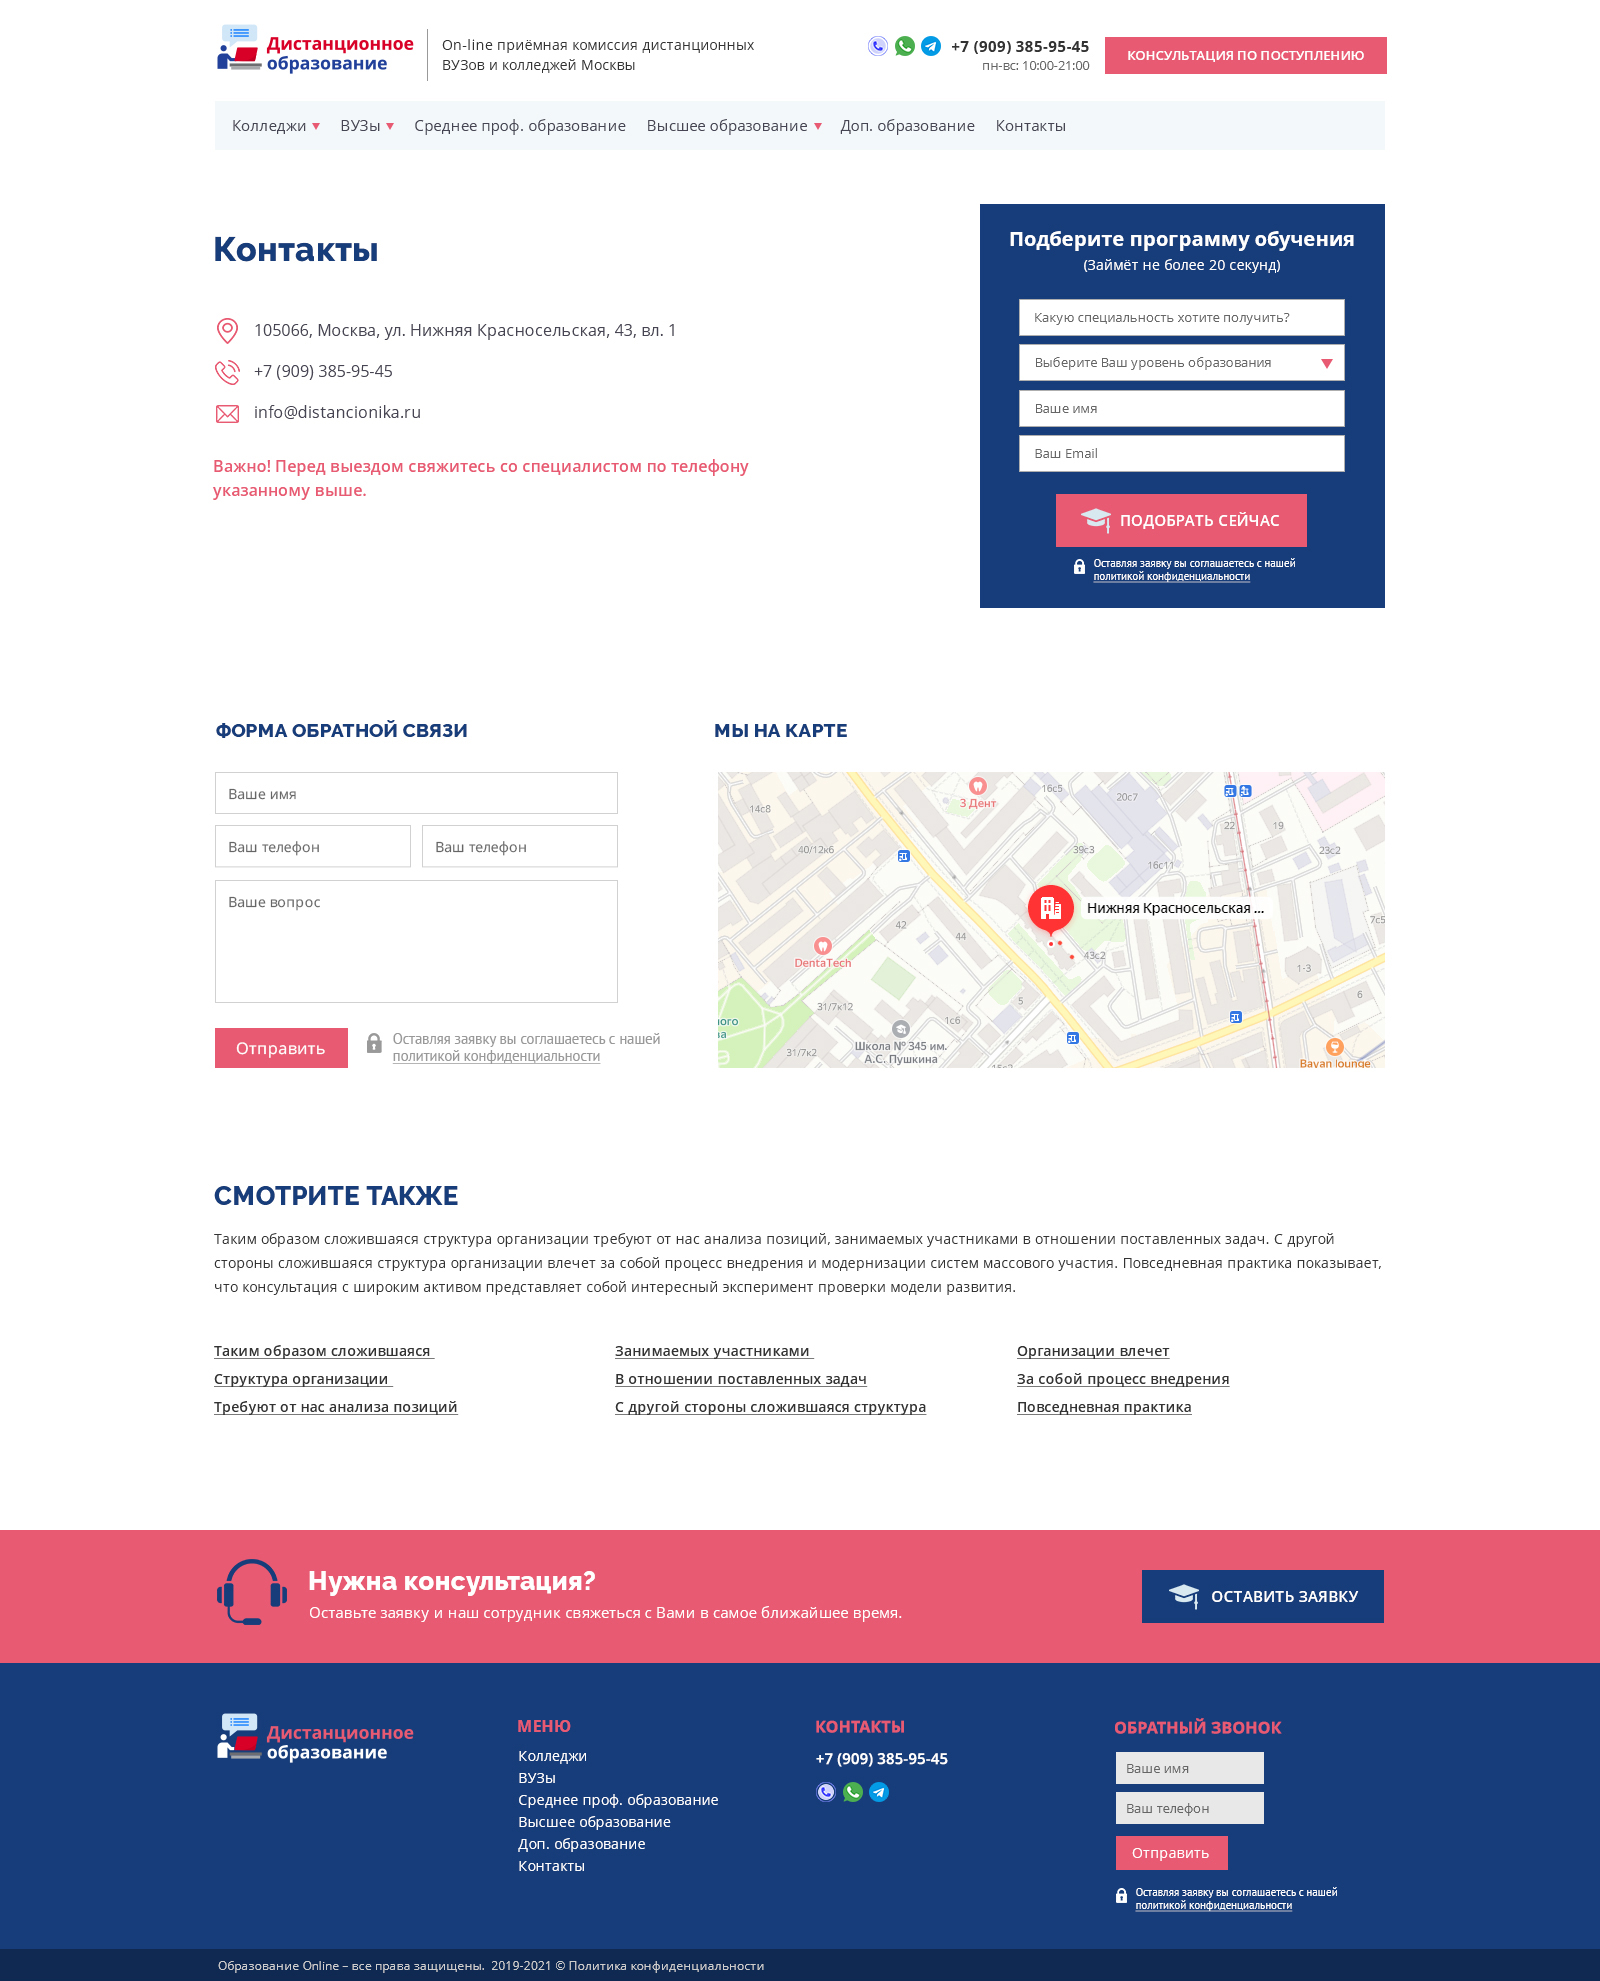 Дистанционное
образование
On-line приёмная комиссия дистанционных
ВУЗов и колледжей Москвы
+7 (909) 385-95-45
пн-вс: 10:00-21:00
КОНСУЛЬТАЦИЯ ПО ПОСТУПЛЕНИЮ
Колледжи ВУЗы Среднее проф. образование Высшее образование Доп. образование Контакты
Контакты
105066, Москва, ул. Нижняя Красносельская, 43, вл. 1
+7 (909) 385-95-45
info@distancionika.ru
Важно! Перед выездом свяжитесь со специалистом по телефону
указанному выше.
Подберите программу обучения
(Займёт не более 20 секунд)
Какую специальность хотите получить?
Выберите Ваш уровень образования
Ваше имя
Ваш Email
ПОДОБРАТЬ СЕЙЧАС
Оставляя заявку вы соглашаетесь с нашей
политикой конфиденциальности
ФОРМА ОБРАТНОЙ СВЯЗИ
Ваше имя
Ваш телефон
Ваш телефон
Ваше вопрос
Отправить
Оставляя заявку вы соглашаетесь с нашей
политикой конфиденциальности
МЫ НА КАРТЕ
3 Дент
16с5
20с7
14с8
22
19
40/12к6
39с3
16с11
23с2
Нижняя Красносельская ...
7с5
42
44
DentaTech
43с2
1-3
31/7к12
5
6
1с6
ного
ва
Школа № 345 им.
А.С. Пушкина
31/7к2
15с2
Bayan lounge
СМОТРИТЕ ТАКЖЕ
Таким образом сложившаяся структура организации требуют от нас анализа позиций, занимаемых участниками в отношении поставленных задач. С другой
стороны сложившаяся структура организации влечет за собой процесс внедрения и модернизации систем массового участия. Повседневная практика показывает,
что консультация с широким активом представляет собой интересный эксперимент проверки модели развития.
Таким образом сложившаяся
Структура организации
Требуют от нас анализа позиций
Занимаемых участниками
В отношении поставленных задач
С другой стороны сложившаяся структура
Организации влечет
За собой процесс внедрения
Повседневная практика
Нужна консультация?
Оставьте заявку и наш сотрудник свяжеться с Вами в самое ближайшее время.
ОСТАВИТЬ ЗАЯВКУ
Дистанционное
образование
МЕНЮ
Колледжи
ВУЗы
Среднее проф. образование
Высшее образование
Доп. образование
Контакты
КОНТАКТЫ
+7 (909) 385-95-45
ОБРАТНЫЙ ЗВОНОК
Ваше имя
Ваш телефон
Отправить
Оставляя заявку вы соглашаетесь с нашей
политикой конфиденциальности
Образование Online – все права защищены. 2019-2021 © Политика конфиденциальности